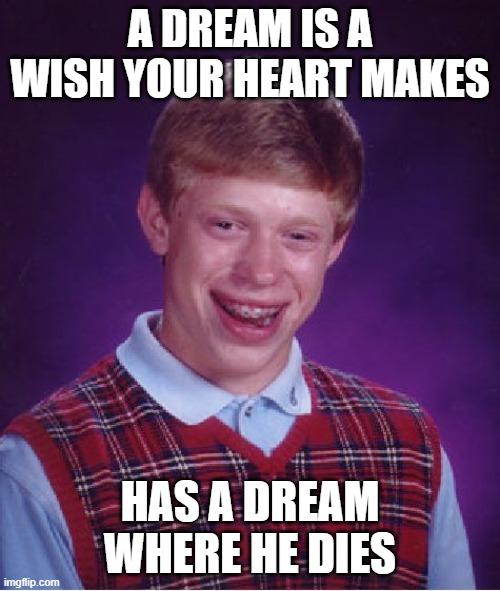 A DREAM IS A
WISH YOUR HEART MAKES
HAS A DREAM
WHERE HE DIES
imgflip.com